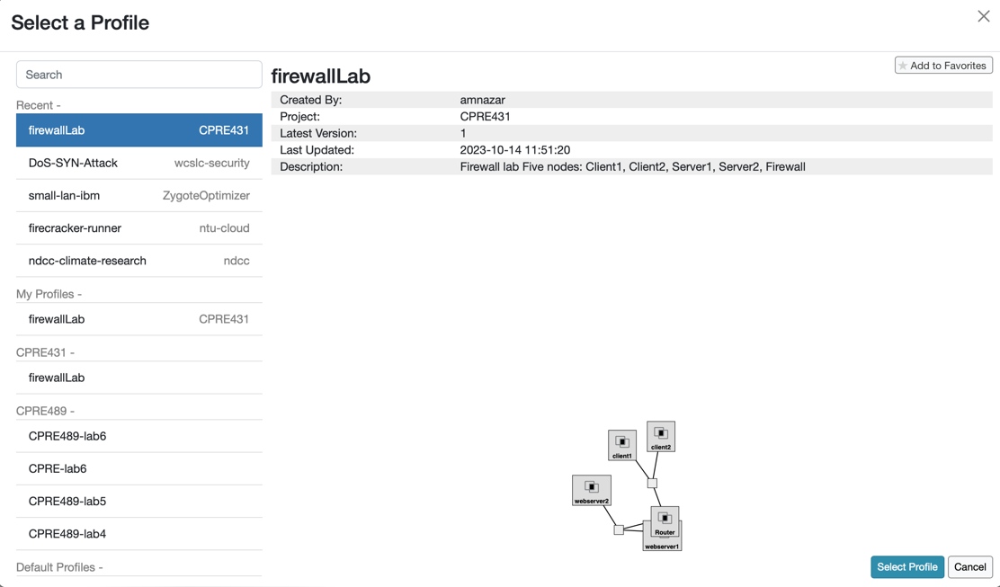 Select a Profile
Search
Add to Favorites
Recent -
firewallLab CPRE431
DoS-SYN-Attack wcslc-security
small-lan-ibm ZygoteOptimizer
firecracker-runner ntu-cloud
ndcc-climate-research ndcc
My Profiles -
firewallLab CPRE431
CPRE431 -
firewallLab
CPRE489 -
CPRE489-lab6
CPRE-lab6
CPRE489-lab5
CPRE489-lab4
Default Profiles -
firewallLab
Created By: amnazar
Project: CPRE431
Latest Version: 1
Last Updated: 2023-10-14 11:51:20
Description: Firewall lab Five nodes: Client1, Client2, Server1, Server2, Firewall
client1
client2
webserver2
Router
webserver1
Select Profile
Cancel